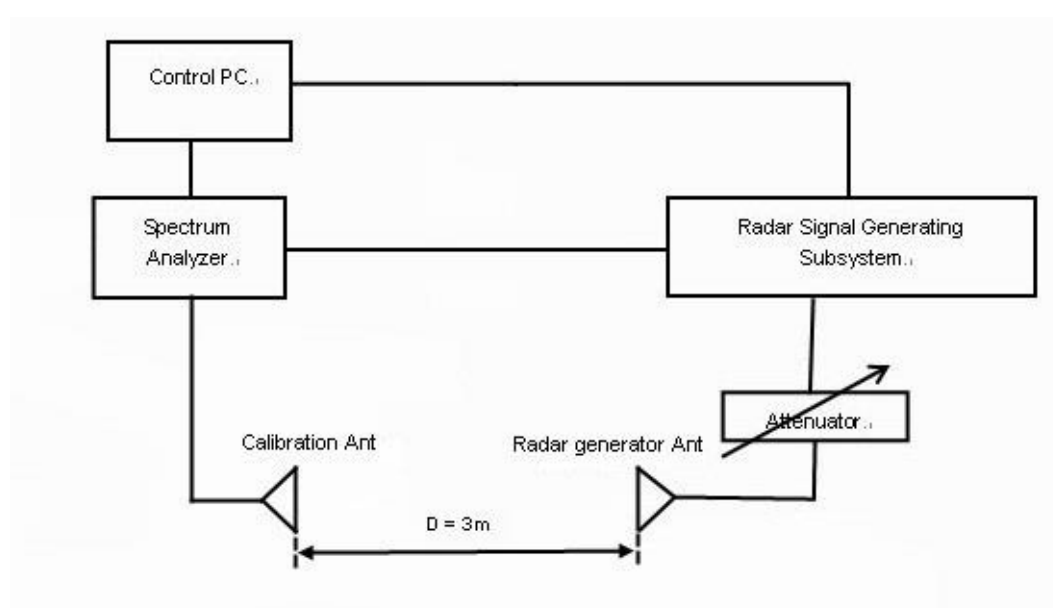 Control PC
Spectrum
Analyzer
Radar Signal Generating
Subsystem
Attenuator
Calibration Ant
Radar generator Ant
D = 3m